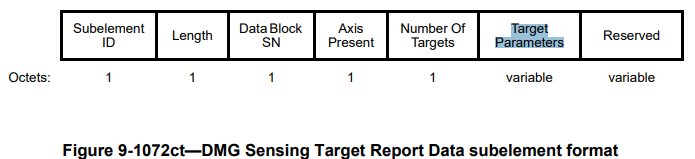 Subelement ID
Length
Data Block SN
Axis Present
Number Of Targets
Target Parameters
Reserved
Octets: 1 1 1 1 1 variable variable
Figure 9-1072ct—DMG Sensing Target Report Data subelement format